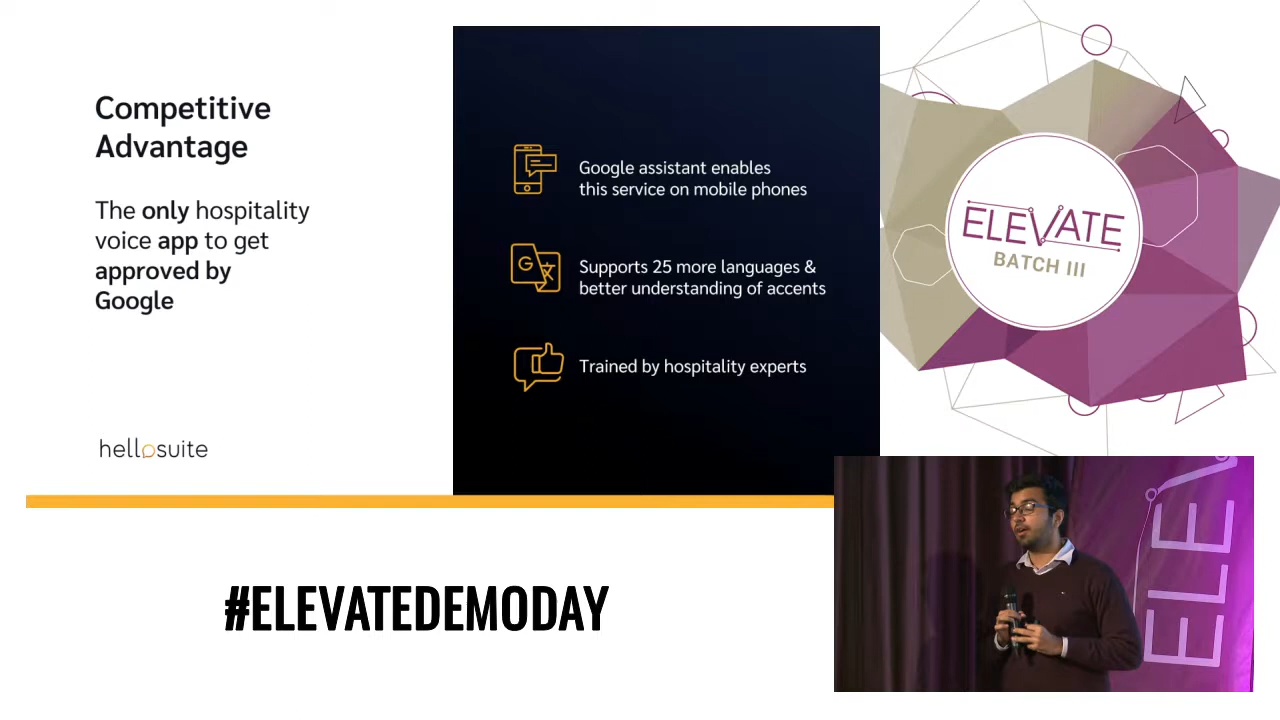 Competitive
Advantage
The only hospitality
voice app to get
approved by
Google
hellosuite
Google assistant enables
this service on mobile phones
G
Supports 25 more languages &
better understanding of accents
Trained by hospitality experts
ELEVATE
BATCH III
#ELEVATEDEMODAY
ELEV